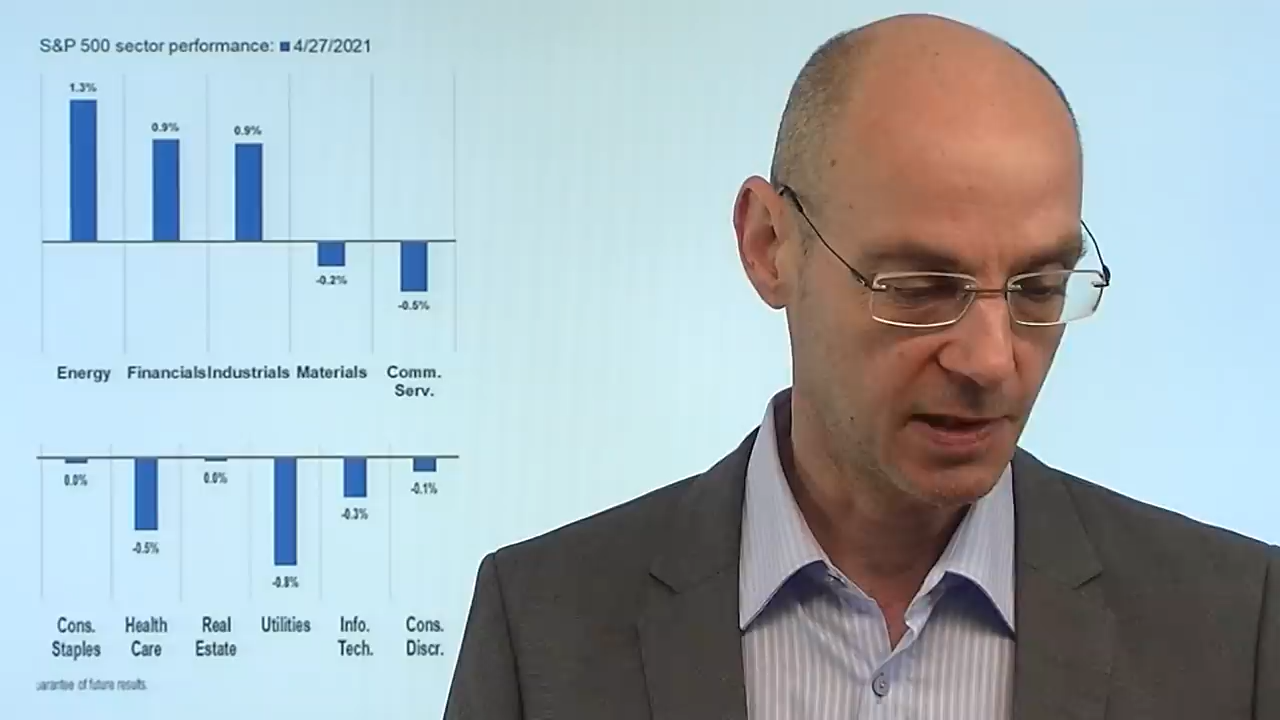 S&P 500 sector performance: 4/27/2021
1.3%
0.9%
0.9%
-0.2%
-0.5%
Energy Financials Industrials Materials Comm.
Serv.
0.0%
-0.5%
0.0%
-0.8%
-0.3%
-0.1%
Cons. Health Real Utilities Info. Cons.
Staples Care Estate Tech. Discr.
of future results.